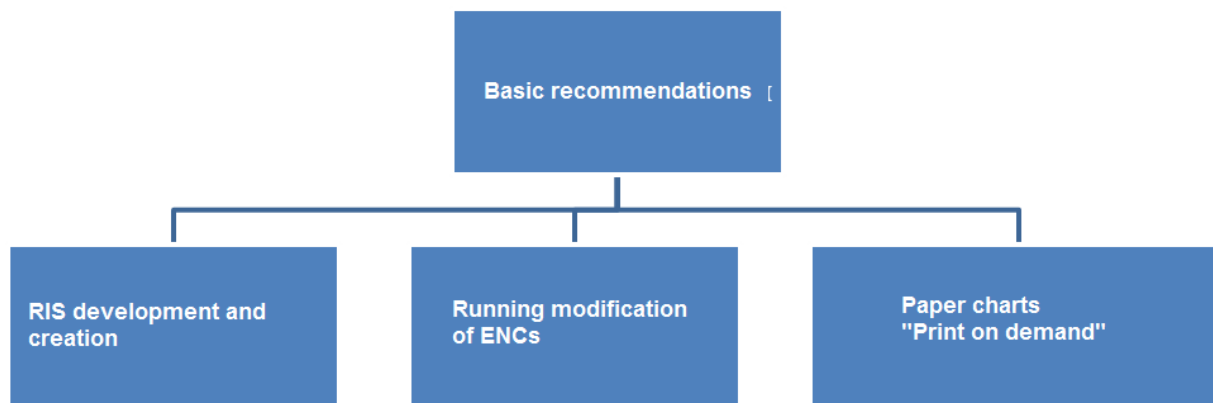 Basic recommendations [
RIS development and
creation
Running modification
of ENCs
Paper charts
"Print on demand"